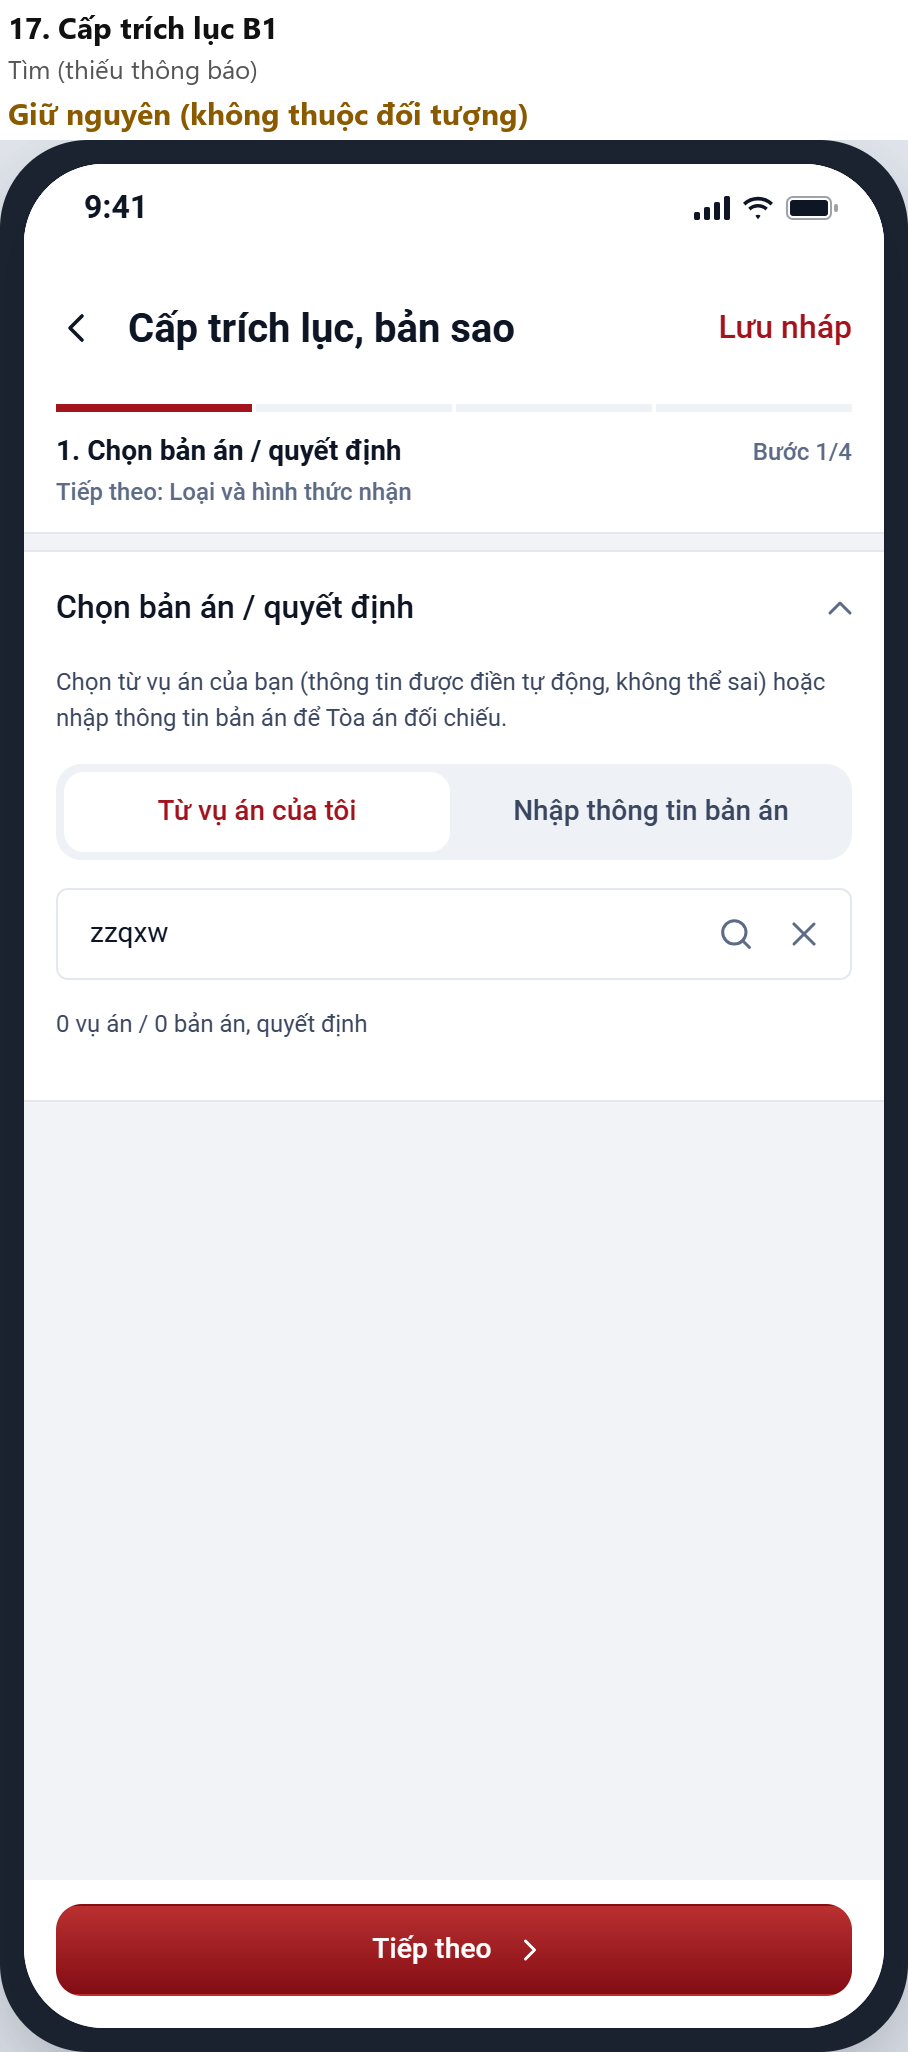 17. Cấp trích lục B1
Tìm (thiếu thông báo)
Giữ nguyên (không thuộc đối tượng)
9:41
Cấp trích lục, bản sao
Lưu nháp
1. Chọn bản án / quyết định
Bước 1/4
Tiếp theo: Loại và hình thức nhận
Chọn bản án / quyết định
Chọn từ vụ án của bạn (thông tin được điền tự động, không thể sai) hoặc
nhập thông tin bản án để Tòa án đối chiếu.
Từ vụ án của tôi
Nhập thông tin bản án
zzqxw
0 vụ án / 0 bản án, quyết định
Tiếp theo